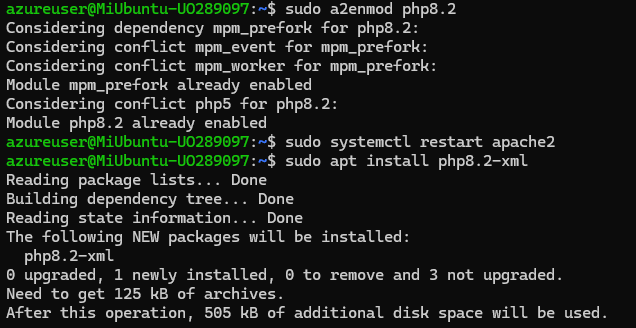 azureuser@MiUbuntu-UO289097:~$ sudo a2enmod php8.2
Considering dependency mpm_prefork for php8.2:
Considering conflict mpm_event for mpm_prefork:
Considering conflict mpm_worker for mpm_prefork:
Module mpm_prefork already enabled
Considering conflict php5 for php8.2:
Module php8.2 already enabled
azureuser@MiUbuntu-UO289097:~$ sudo systemctl restart apache2
azureuser@MiUbuntu-UO289097:~$ sudo apt install php8.2-xml
Reading package lists... Done
Building dependency tree... Done
Reading state information... Done
The following NEW packages will be installed:
  php8.2-xml
0 upgraded, 1 newly installed, 0 to remove and 3 not upgraded.
Need to get 125 kB of archives.
After this operation, 505 kB of additional disk space will be used.